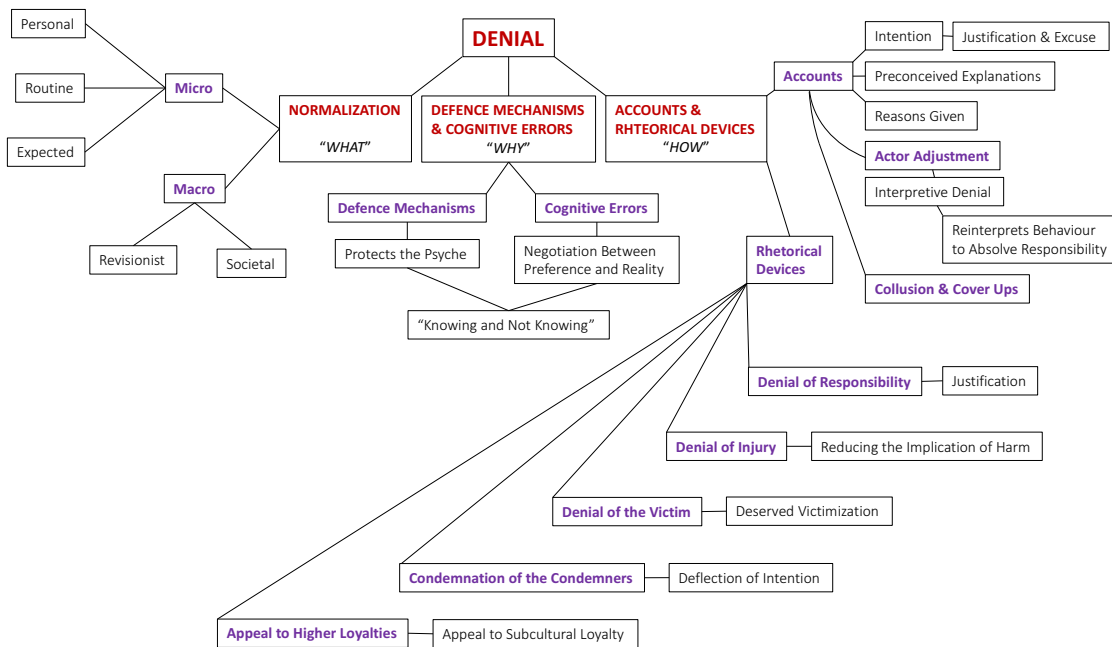 DENIAL
NORMALIZATION
“WHAT”
DEFENCE MECHANISMS
& COGNITIVE ERRORS
“WHY”
ACCOUNTS &
RHTEORICAL DEVICES
“HOW”
Micro
Personal
Routine
Expected
Macro
Revisionist
Societal
Defence Mechanisms
Protects the Psyche
Cognitive Errors
Negotiation Between
Preference and Reality
“Knowing and Not Knowing”
Accounts
Intention
Justification & Excuse
Preconceived Explanations
Reasons Given
Actor Adjustment
Interpretive Denial
Reinterprets Behaviour
to Absolve Responsibility
Collusion & Cover Ups
Rhetorical
Devices
Denial of Responsibility
Justification
Denial of Injury
Reducing the Implication of Harm
Denial of the Victim
Deserved Victimization
Condemnation of the Condemners
Deflection of Intention
Appeal to Higher Loyalties
Appeal to Subcultural Loyalty